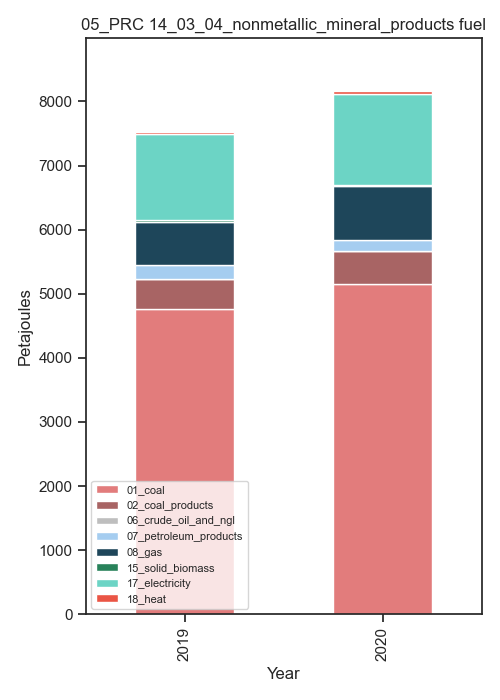 05_PRC 14_03_04_nonmetallic_mineral_products fuel
8000
7000
6000
5000
4000
3000
2000
1000
0
Petajoules
01_coal
02_coal_products
06_crude_oil_and_ngl
07_petroleum_products
08_gas
15_solid_biomass
17_electricity
18_heat
2019
2020
Year